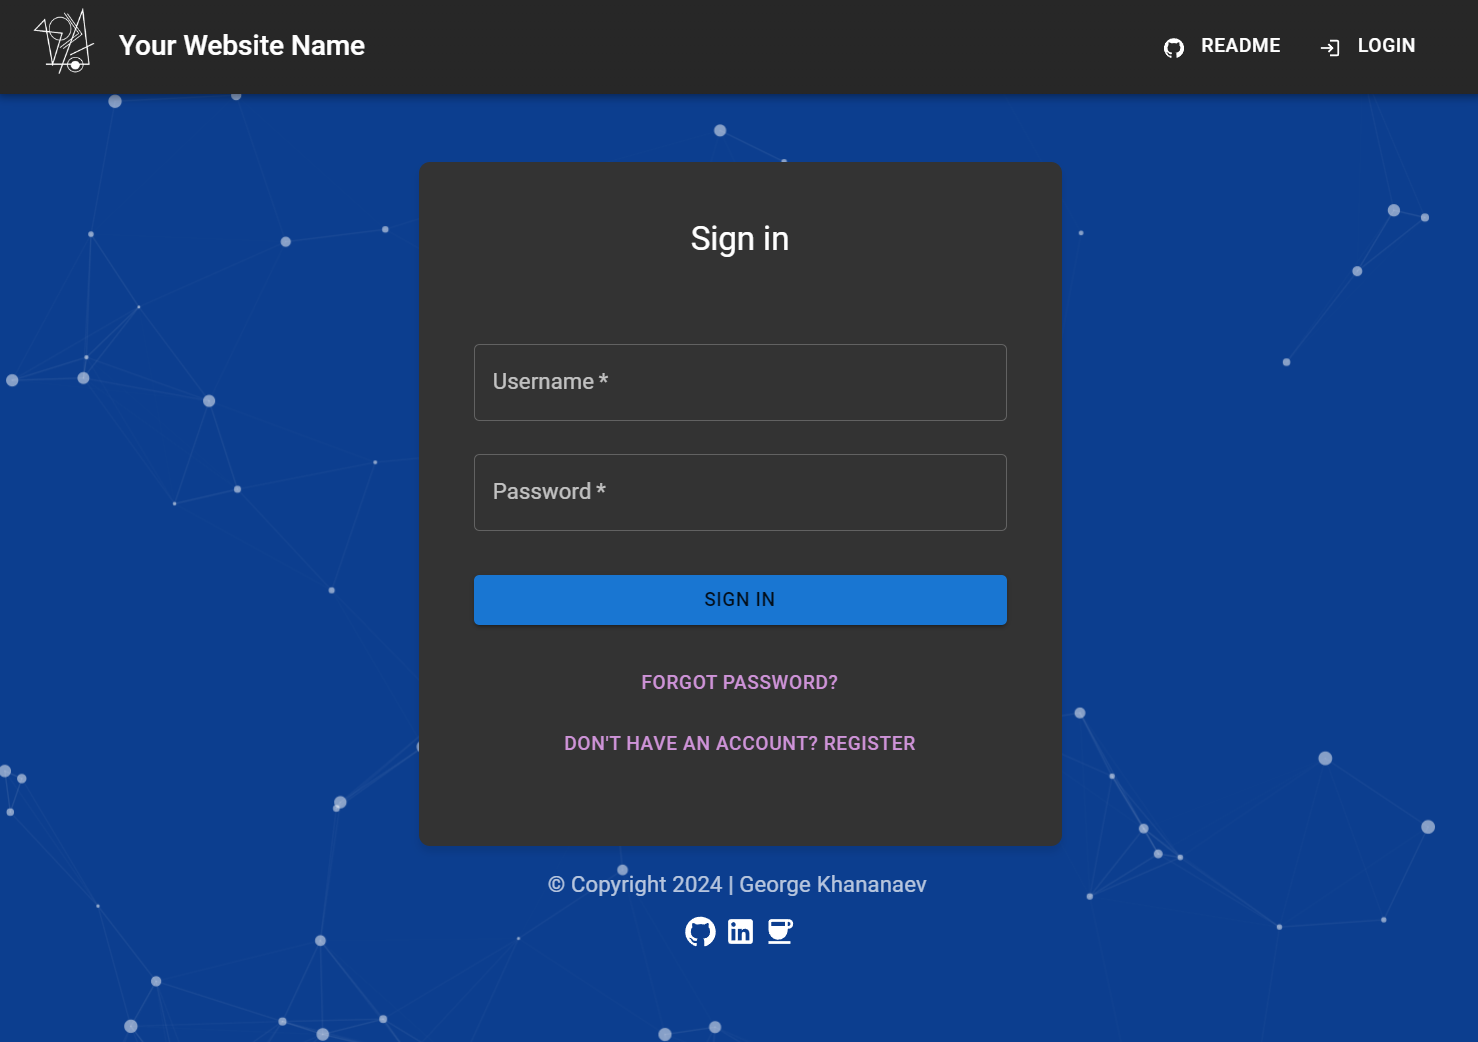 Your Website Name
README
LOGIN
Sign in
Username *
Password *
SIGN IN
FORGOT PASSWORD?
DON'T HAVE AN ACCOUNT? REGISTER
© Copyright 2024 | George Khananaev
in